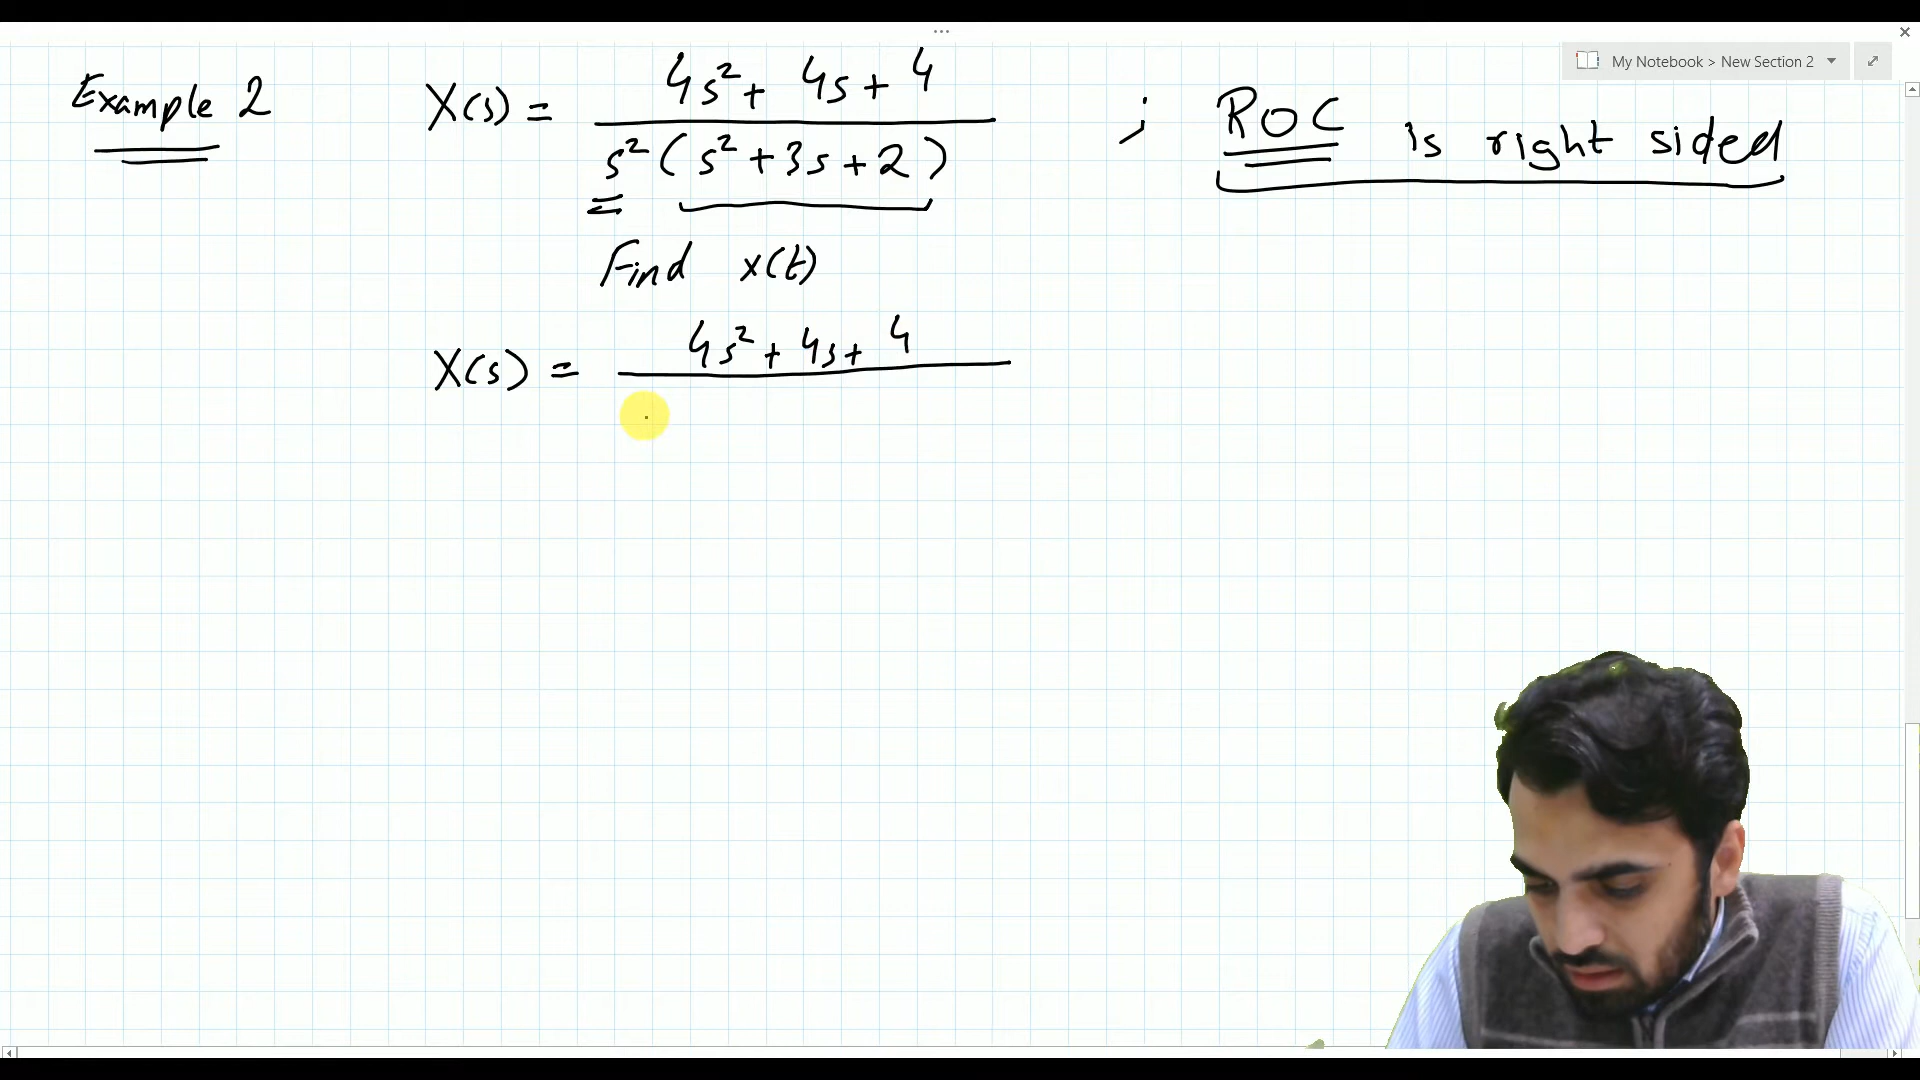 My Notebook > New Section 2
Example 2 X(s) = 4s² + 4s + 4 / s² ( s² + 3s + 2 ) ; ROC is right sided
Find x(t)
X(s) = 4s² + 4s + 4